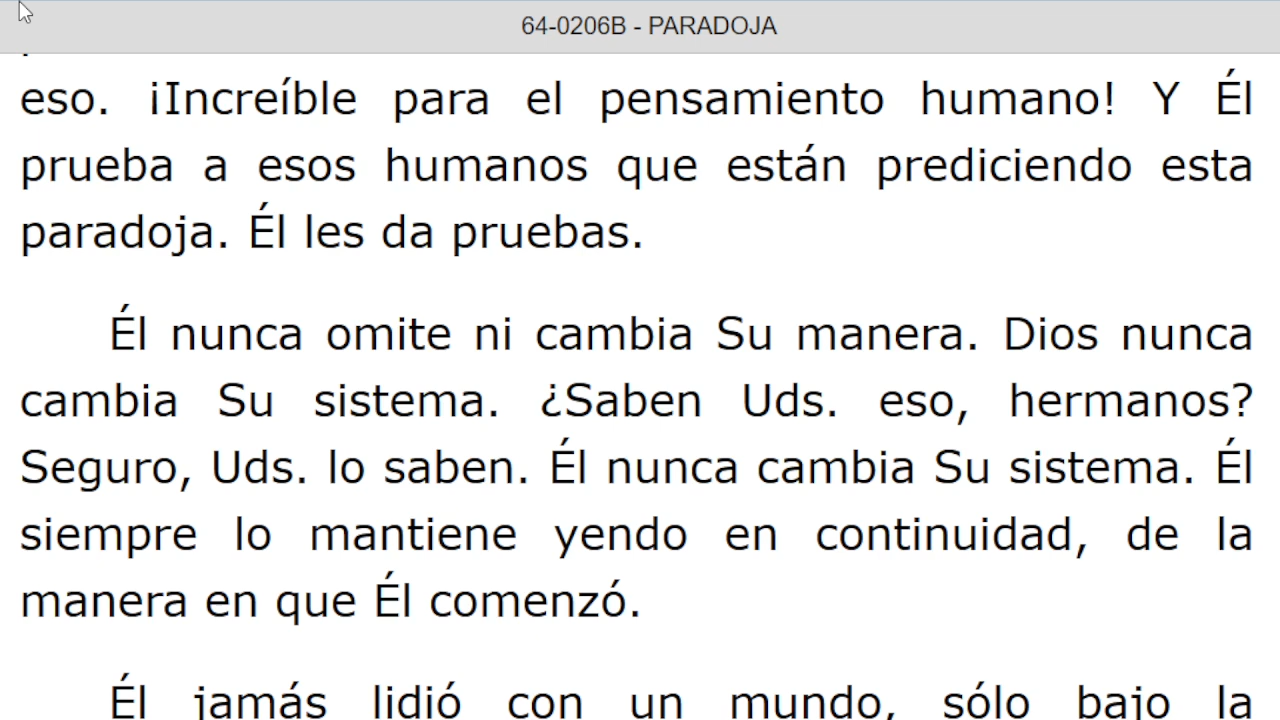 64-0206B - PARADOJA
eso. ¡Increíble para el pensamiento humano! Y Él
prueba a esos humanos que están prediciendo esta
paradoja. Él les da pruebas.
Él nunca omite ni cambia Su manera. Dios nunca
cambia Su sistema. ¿Saben Uds. eso, hermanos?
Seguro, Uds. lo saben. Él nunca cambia Su sistema. Él
siempre lo mantiene yendo en continuidad, de la
manera en que Él comenzó.
Él jamás lidió con un mundo, sólo bajo la